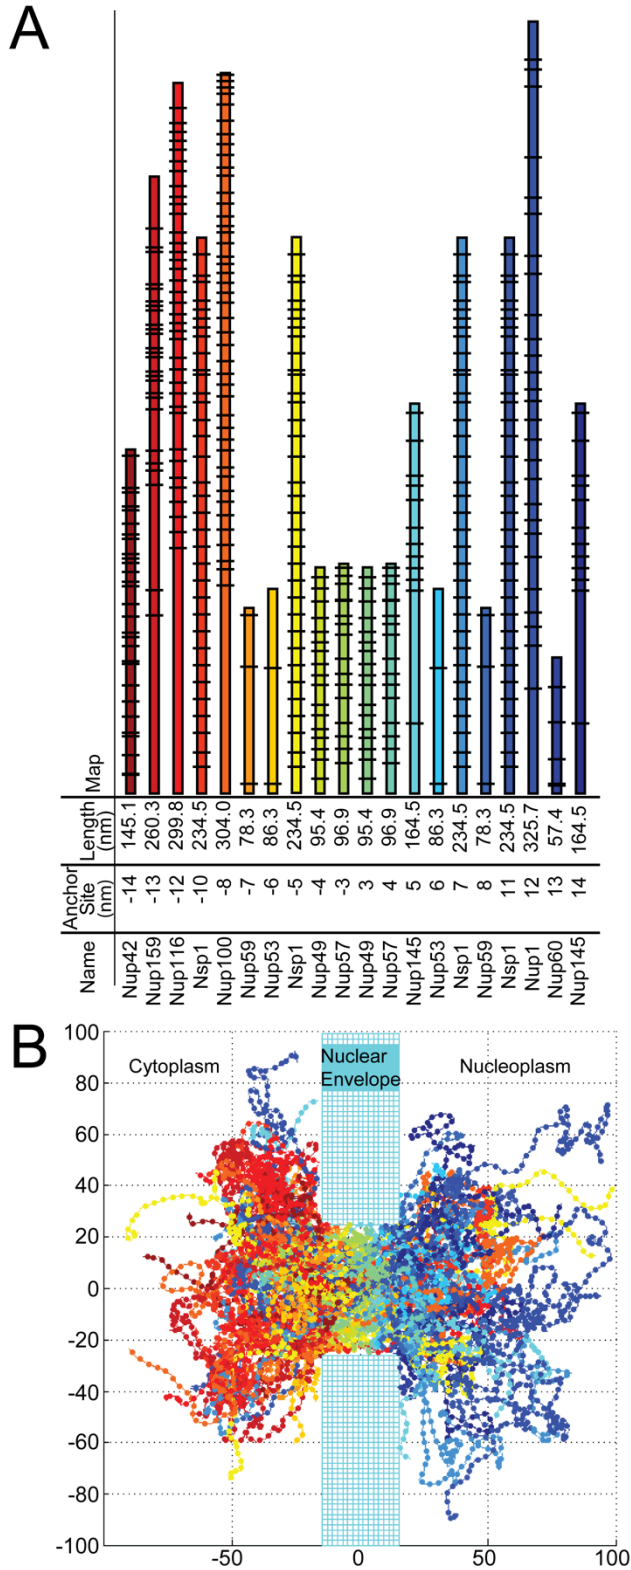 A
Map
Length (nm)
145.1 260.3 299.8 234.5 304.0 78.3 86.3 234.5 95.4 96.9 95.4 96.9 164.5 86.3 234.5 78.3 234.5 325.7 57.4 164.5
Anchor Site (nm)
-14 -13 -12 -10 -8 -7 -6 -5 -4 -3 3 4 5 6 7 8 11 12 13 14
Name
Nup42 Nup159 Nup116 Nsp1 Nup100 Nup59 Nup53 Nsp1 Nup49 Nup57 Nup49 Nup57 Nup145 Nup53 Nsp1 Nup59 Nsp1 Nup1 Nup60 Nup145
B
100
80
60
40
20
0
-20
-40
-60
-80
-100
Cytoplasm
Nuclear
Envelope
Nucleoplasm
-50 0 50 100